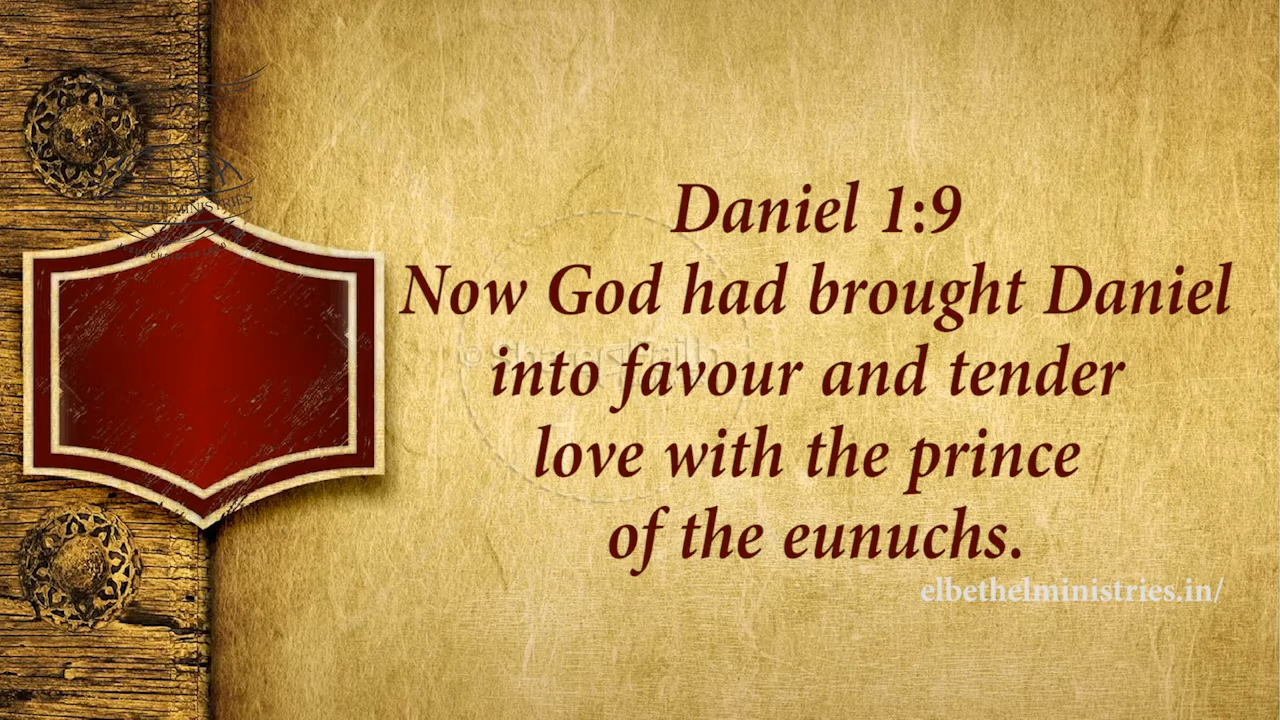 Daniel 1:9
Now God had brought Daniel
into favour and tender
love with the prince
of the eunuchs.
elbethelministries.in/